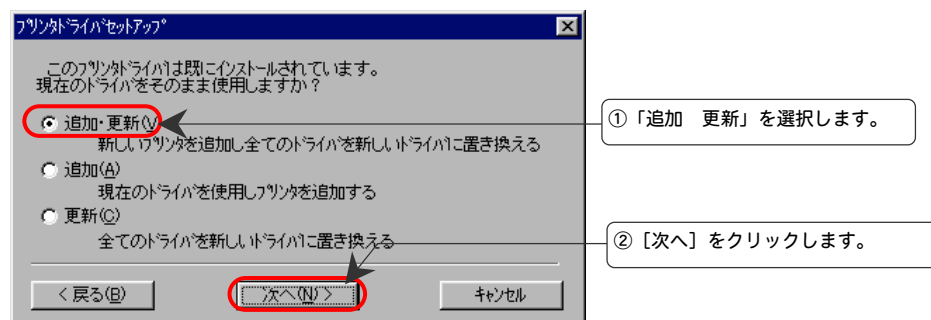 ﾌﾟﾘﾝﾀﾄﾞﾗｲﾊﾞｾｯﾄｱｯﾌﾟ
このﾌﾟﾘﾝﾀﾄﾞﾗｲﾊﾞは既にｲﾝｽﾄｰﾙされています。
現在のﾄﾞﾗｲﾊﾞをそのまま使用しますか？
追加・更新(V)
新しいﾌﾟﾘﾝﾀを追加し全てのﾄﾞﾗｲﾊﾞを新しいﾄﾞﾗｲﾊﾞに置き換える
追加(A)
現在のﾄﾞﾗｲﾊﾞを使用しﾌﾟﾘﾝﾀを追加する
更新(C)
全てのﾄﾞﾗｲﾊﾞを新しいﾄﾞﾗｲﾊﾞに置き換える
< 戻る(B)
次へ(N) >
ｷｬﾝｾﾙ
①「追加　更新」を選択します。
②［次へ］をクリックします。